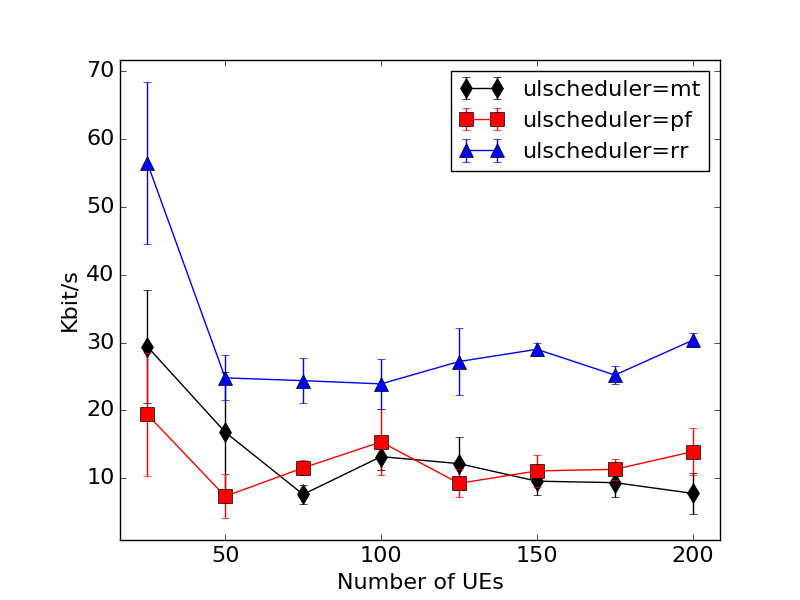 70
60
50
40
30
20
10
Kbit/s
ulscheduler=mt
ulscheduler=pf
ulscheduler=rr
50 100 150 200
Number of UEs